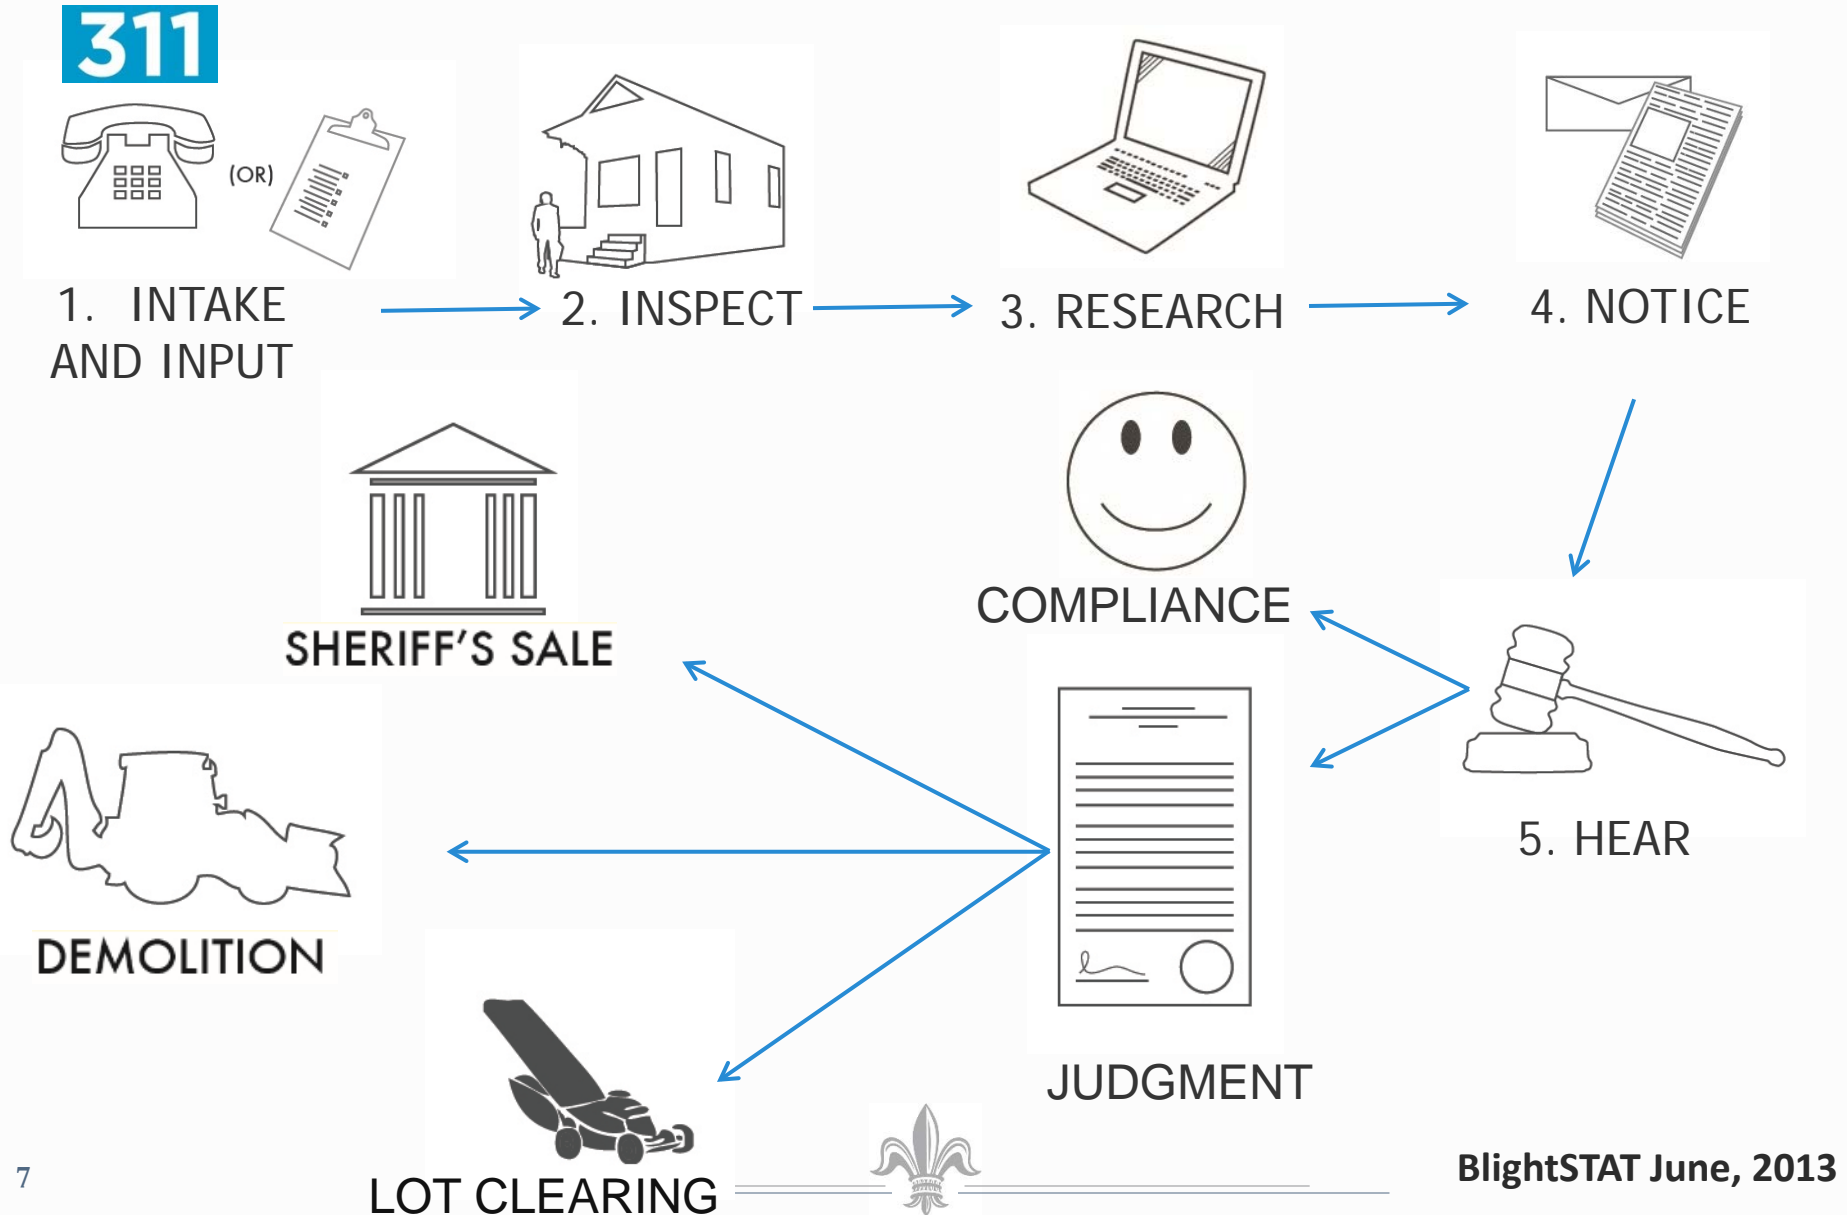 311
(OR)
1. INTAKE
AND INPUT
2. INSPECT
3. RESEARCH
4. NOTICE
COMPLIANCE
SHERIFF'S SALE
5. HEAR
DEMOLITION
JUDGMENT
LOT CLEARING
7
BlightSTAT June, 2013